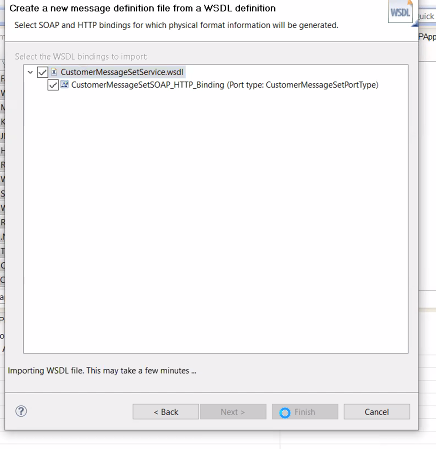 Create a new message definition file from a WSDL definition
Select SOAP and HTTP bindings for which physical format information will be generated.
WSDL
uick
PApp
Select the WSDL bindings to import:
CustomerMessageSetService.wsdl
CustomerMessageSetSOAP_HTTP_Binding (Port type: CustomerMessageSetPortType)
Importing WSDL file. This may take a few minutes ...
?
< Back
Next >
Finish
Cancel